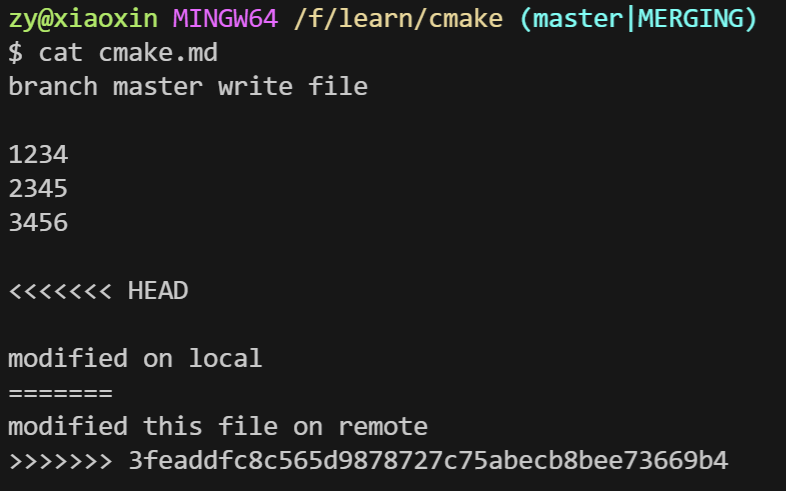 zy@xiaoxin MINGW64 /f/learn/cmake (master|MERGING)
$ cat cmake.md
branch master write file
1234
2345
3456
<<<<<<< HEAD
modified on local
=======
modified this file on remote
>>>>>>> 3feaddfc8c565d9878727c75abecb8bee73669b4